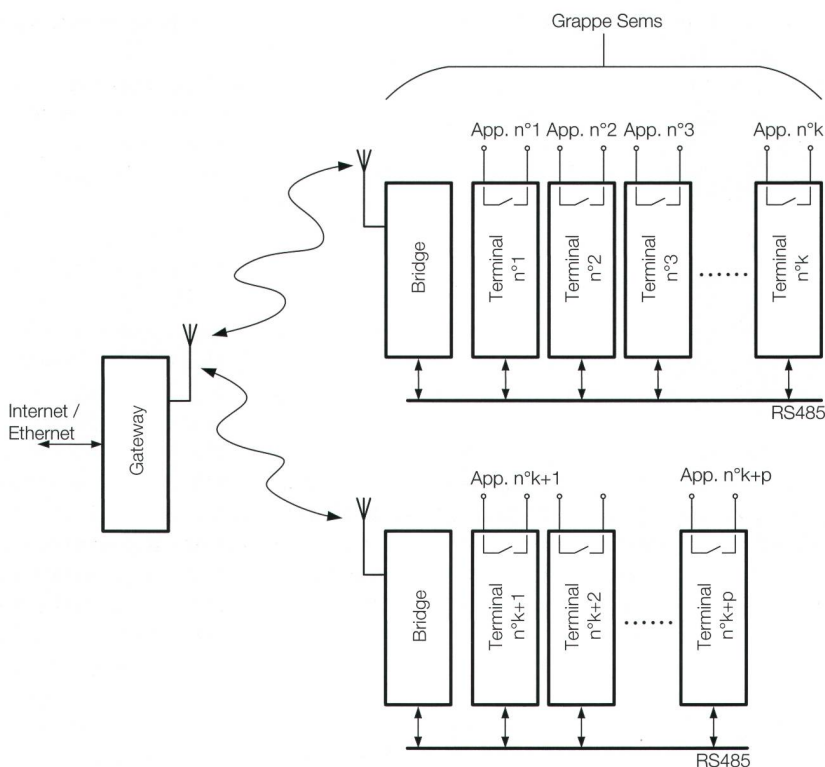 Grappe Sems
App. n°1 App. n°2 App. n°3 App. n°k
Bridge
Terminal
n°1
Terminal
n°2
Terminal
n°3
Terminal
n°k
RS485
Internet /
Ethernet
Gateway
App. n°k+1 App. n°k+p
Bridge
Terminal
n°k+1
Terminal
n°k+2
Terminal
n°k+p
RS485